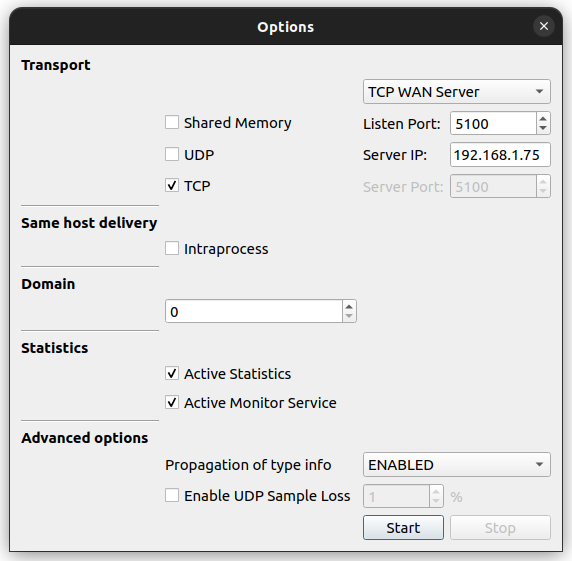 Options
Transport
TCP WAN Server
Shared Memory
Listen Port: 5100
UDP
Server IP: 192.168.1.75
TCP
Server Port: 5100
Same host delivery
Intraprocess
Domain
0
Statistics
Active Statistics
Active Monitor Service
Advanced options
Propagation of type info ENABLED
Enable UDP Sample Loss 1 %
Start Stop